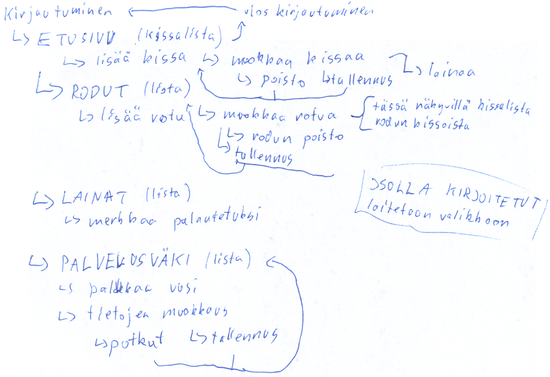 Kirjautuminen ulos kirjautuminen
ETUSIVU (kissalista)
lisää kissa muokkaa kissaa
poisto tallennus lainaa
RODUT (lista)
lisää rotu muokkaa rotua tässä näkyvillä kissalista
rodun kissoista
rodun poisto
tallennus
LAINAT (lista)
merkkaa palautetuksi
ISOLLA KIRJOITETUT
laitetaan valikkoon
PALVELUSVÄKI (lista)
palkkaa uusi
tietojen muokkaus
potkut tallennus